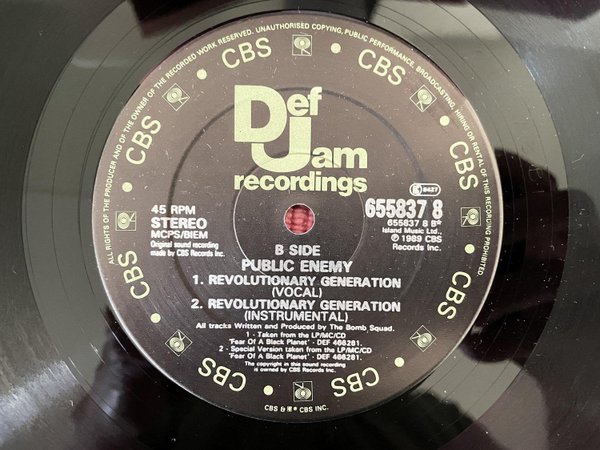 ALL RIGHTS OF THE PRODUCER AND OF THE OWNER OF THE RECORDED WORK RESERVED. UNAUTHORISED COPYING, PUBLIC PERFORMANCE, BROADCASTING, HIRING OR RENTAL OF THIS RECORDING PROHIBITED.
CBS
CBS
CBS
CBS
CBS
CBS
CBS
CBS
Def
Jam
recordings
45 RPM
STEREO
MCPS/BIEM
Original sound recording
made by CBS Records Inc.
8427
655837 8
655837 8 B*
Island Music Ltd.,
℗ 1989 CBS
Records Inc.
B SIDE
PUBLIC ENEMY
1. REVOLUTIONARY GENERATION
(VOCAL)
2. REVOLUTIONARY GENERATION
(INSTRUMENTAL)
All tracks Written and Produced by The Bomb Squad.
1 - Taken from the LP/MC/CD
'Fear Of A Black Planet' - DEF 466281.
2 - Special Version taken from the LP/MC/CD
'Fear Of A Black Planet' - DEF 466281.
The copyright in this sound recording
is owned by CBS Records Inc.
CBS & ® CBS INC.